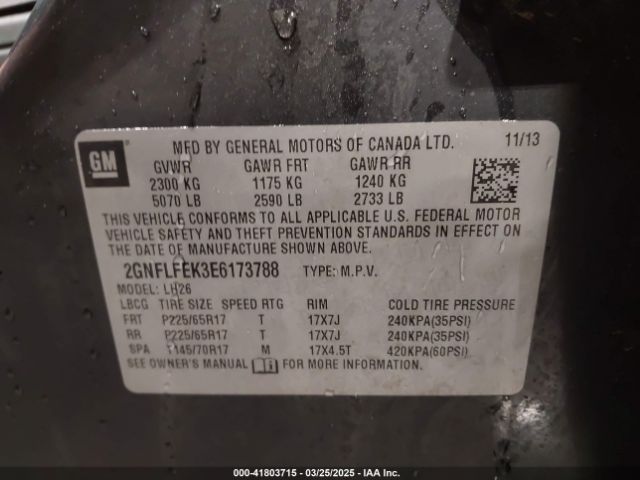 GM
MFD BY GENERAL MOTORS OF CANADA LTD. 11/13
GVWR GAWR FRT GAWR RR
2300 KG 1175 KG 1240 KG
5070 LB 2590 LB 2733 LB
THIS VEHICLE CONFORMS TO ALL APPLICABLE U.S. FEDERAL MOTOR
VEHICLE SAFETY AND THEFT PREVENTION STANDARDS IN EFFECT ON
THE DATE OF MANUFACTURE SHOWN ABOVE.
2GNFLFEK3E6173788 TYPE: M.P.V.
MODEL: LH26
LBCG TIRE SIZE SPEED RTG RIM COLD TIRE PRESSURE
FRT P225/65R17 T 17X7J 240KPA(35PSI)
RR P225/65R17 T 17X7J 240KPA(35PSI)
SPA T145/70R17 M 17X4.5T 420KPA(60PSI)
SEE OWNER'S MANUAL FOR MORE INFORMATION.
000-41803715 - 03/25/2025 - IAA Inc.